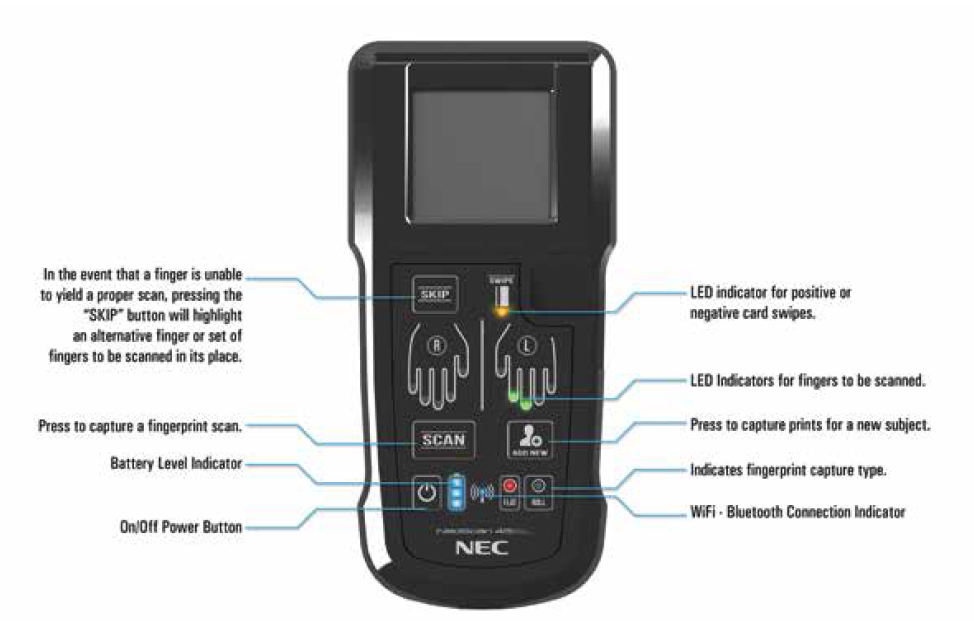 In the event that a finger is unable
to yield a proper scan, pressing the
"SKIP" button will highlight
an alternative finger or set of
fingers to be scanned in its place.
Press to capture a fingerprint scan.
Battery Level Indicator
On/Off Power Button
SKIP
SWIPE
R
L
SCAN
ADD NEW
FLAT
ROLL
NEC
LED indicator for positive or
negative card swipes.
LED Indicators for fingers to be scanned.
Press to capture prints for a new subject.
Indicates fingerprint capture type.
WiFi - Bluetooth Connection Indicator